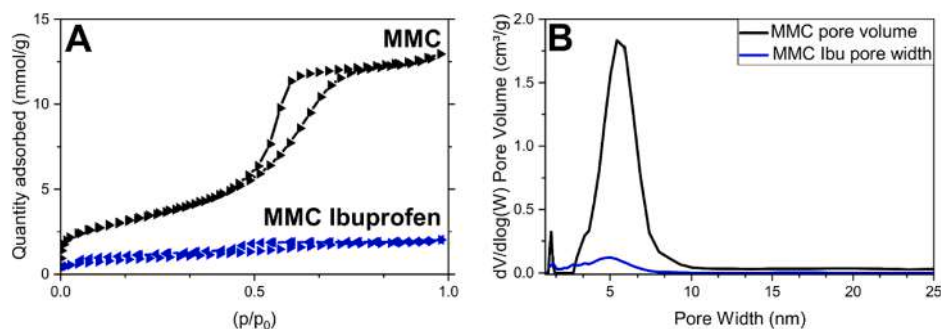 A
MMC
MMC Ibuprofen
Quantity adsorbed (mmol/g)
15
10
5
0
0.0
0.5
1.0
(p/p₀)
B
MMC pore volume
MMC Ibu pore width
dV/dlog(W) Pore Volume (cm³/g)
2.0
1.5
1.0
0.5
0.0
5
10
15
20
25
Pore Width (nm)